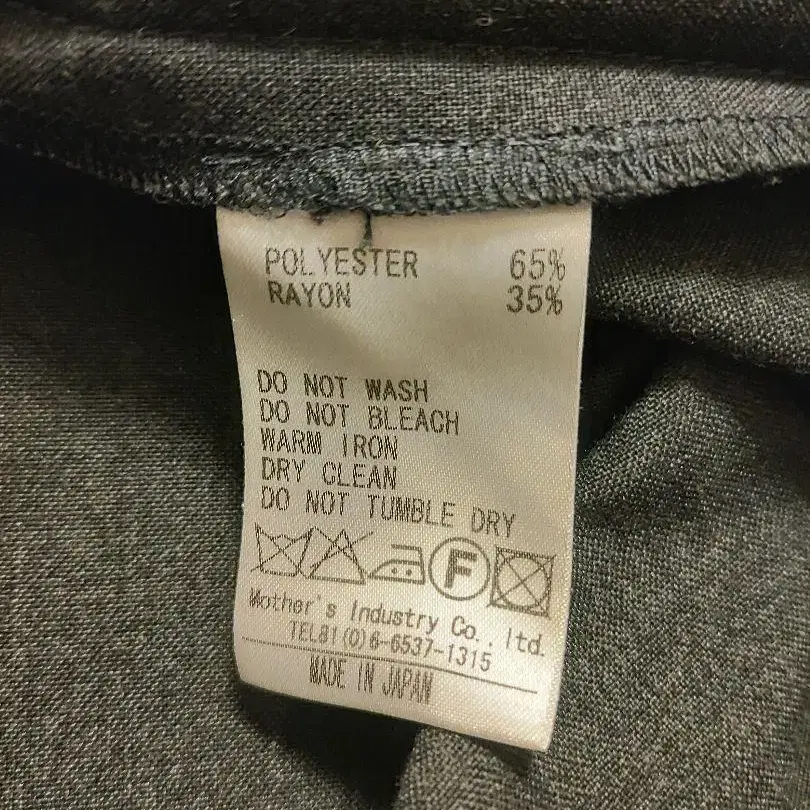 POLYESTER 65%
RAYON 35%
DO NOT WASH
DO NOT BLEACH
WARM IRON
DRY CLEAN
DO NOT TUMBLE DRY
F
Mother's Industry Co., ltd.
TEL81(0)6-6537-1315
MADE IN JAPAN